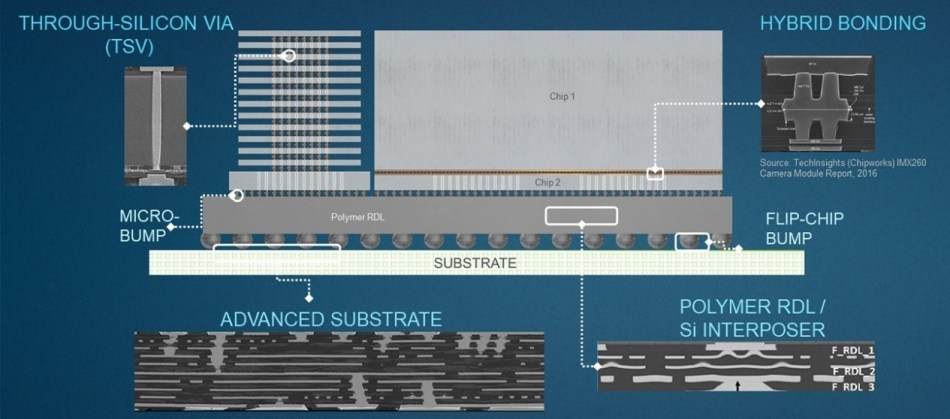 THROUGH-SILICON VIA
(TSV)
HYBRID BONDING
Chip 1
Source: TechInsights (Chipworks) IMX260
Camera Module Report, 2016
Chip 2
MICRO-
BUMP
Polymer RDL
FLIP-CHIP
BUMP
SUBSTRATE
ADVANCED SUBSTRATE
POLYMER RDL /
Si INTERPOSER
F_RDL_1
F_RDL_2
F_RDL_3